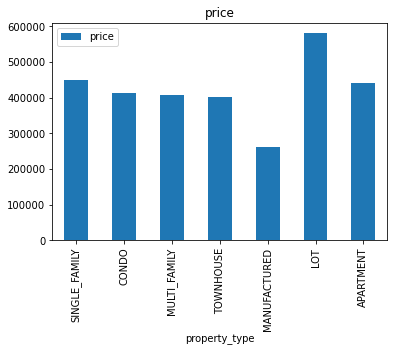 price
price
600000
500000
400000
300000
200000
100000
0
SINGLE_FAMILY
CONDO
MULTI_FAMILY
TOWNHOUSE
MANUFACTURED
LOT
APARTMENT
property_type